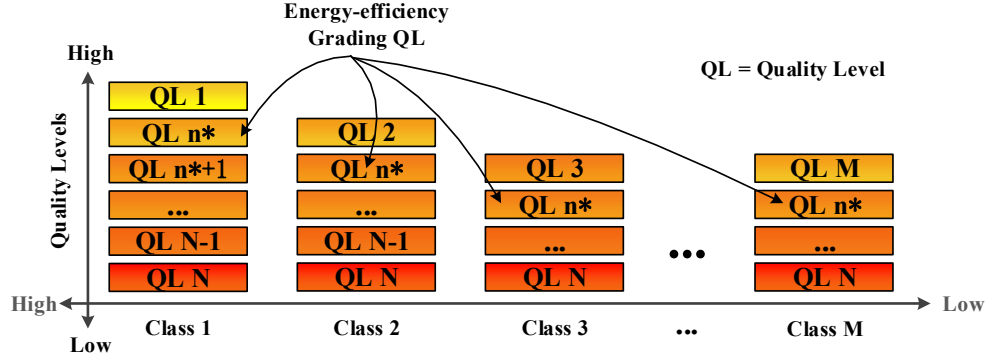 Energy-efficiency
Grading QL
High
QL = Quality Level
Quality Levels
QL 1
QL n*
QL n*+1
...
QL N-1
QL N
QL 2
QL n*
...
QL N-1
QL N
QL 3
QL n*
...
QL N
...
QL M
QL n*
...
QL N
High
Low
Low
Class 1
Class 2
Class 3
...
Class M